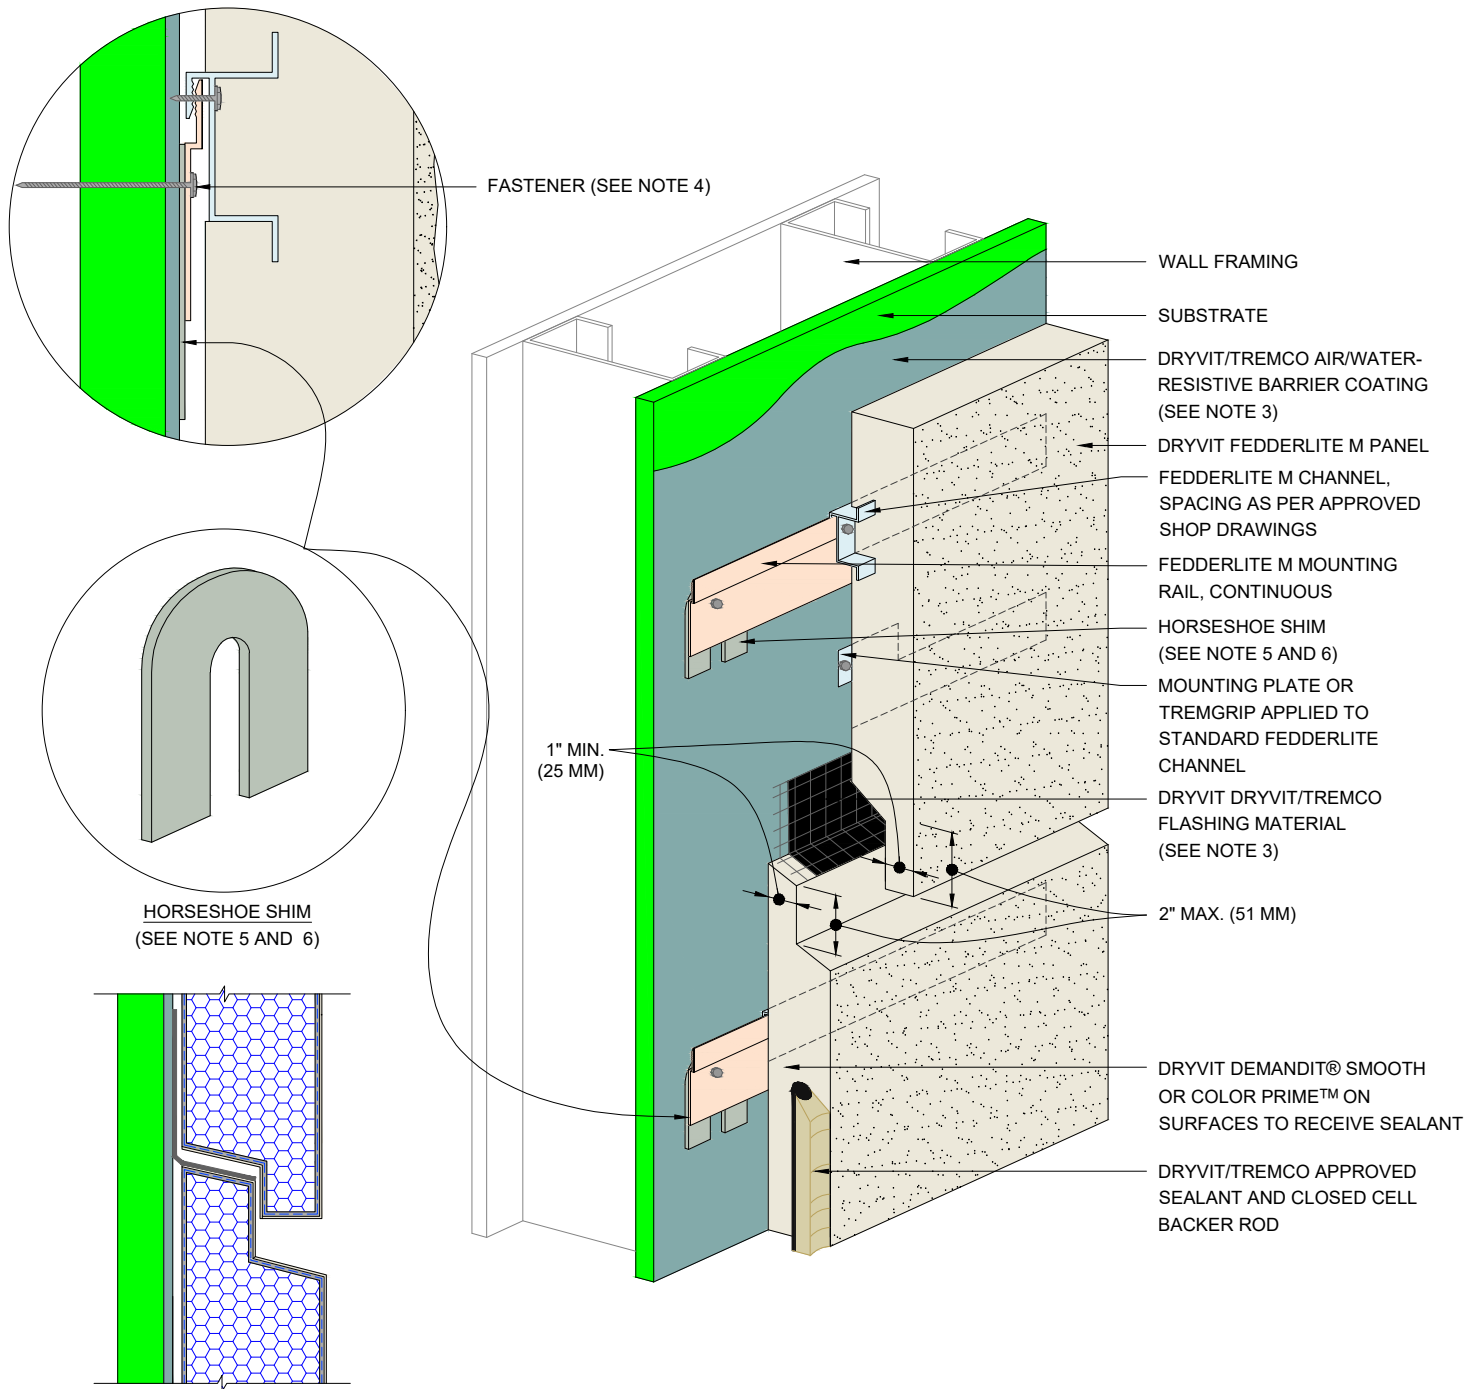 FASTENER (SEE NOTE 4)
WALL FRAMING
SUBSTRATE
DRYVIT/TREMCO AIR/WATER-
RESISTIVE BARRIER COATING
(SEE NOTE 3)
DRYVIT FEDDERLITE M PANEL
FEDDERLITE M CHANNEL,
SPACING AS PER APPROVED
SHOP DRAWINGS
FEDDERLITE M MOUNTING
RAIL, CONTINUOUS
HORSESHOE SHIM
(SEE NOTE 5 AND 6)
MOUNTING PLATE OR
TREMGRIP APPLIED TO
STANDARD FEDDERLITE
CHANNEL
1" MIN.
(25 MM)
DRYVIT DRYVIT/TREMCO
FLASHING MATERIAL
(SEE NOTE 3)
2" MAX. (51 MM)
HORSESHOE SHIM
(SEE NOTE 5 AND 6)
DRYVIT DEMANDIT® SMOOTH
OR COLOR PRIME™ ON
SURFACES TO RECEIVE SEALANT
DRYVIT/TREMCO APPROVED
SEALANT AND CLOSED CELL
BACKER ROD